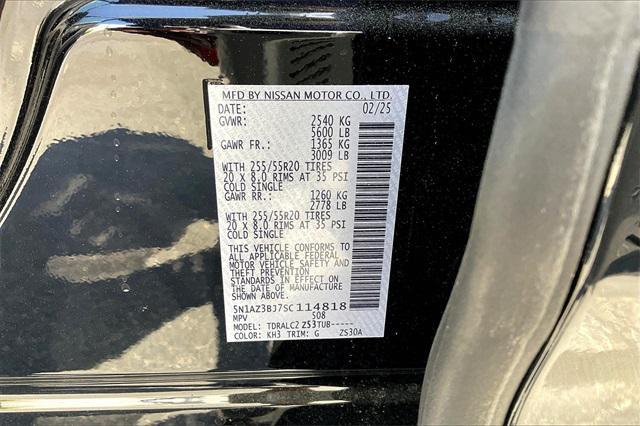 MFD BY NISSAN MOTOR CO., LTD.
DATE: 02/25
GVWR: 2540 KG
5600 LB
GAWR FR.: 1365 KG
3009 LB
WITH 255/55R20 TIRES
20 X 8.0 RIMS AT 35 PSI
COLD SINGLE
GAWR RR.: 1260 KG
2778 LB
WITH 255/55R20 TIRES
20 X 8.0 RIMS AT 35 PSI
COLD SINGLE
THIS VEHICLE CONFORMS TO
ALL APPLICABLE FEDERAL
MOTOR VEHICLE SAFETY AND
THEFT PREVENTION
STANDARDS IN EFFECT ON
THE DATE OF MANUFACTURE
SHOWN ABOVE.
5N1AZ3BJ7SC114818
MPV 508
MODEL: TDRALC2 Z53TUB-----
COLOR: KH3 TRIM: G ZS30A